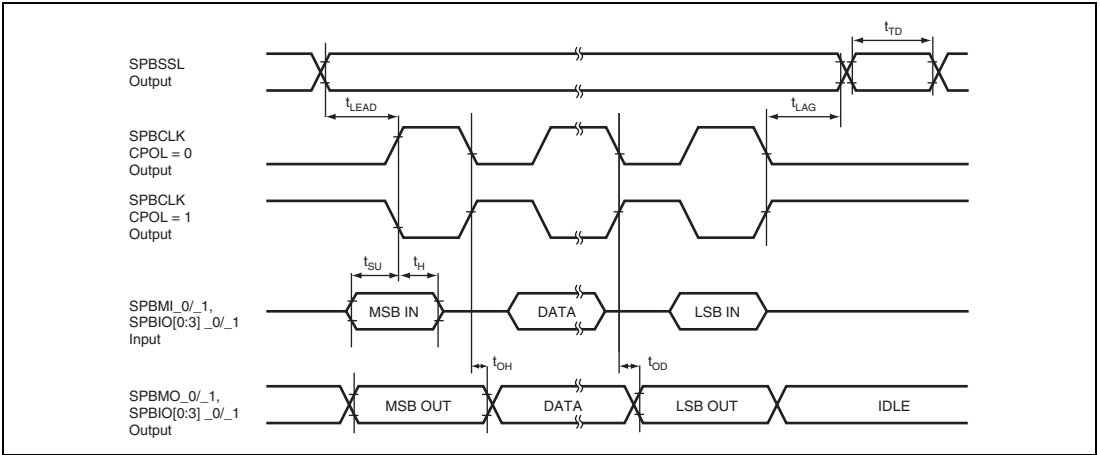 tTD
SPBSSL
Output
tLEAD
tLAG
SPBCLK
CPOL = 0
Output
SPBCLK
CPOL = 1
Output
tSU
tH
SPBMI_0/_1,
SPBIO[0:3] _0/_1
Input
MSB IN
DATA
LSB IN
tOH
tOD
SPBMO_0/_1,
SPBIO[0:3] _0/_1
Output
MSB OUT
DATA
LSB OUT
IDLE